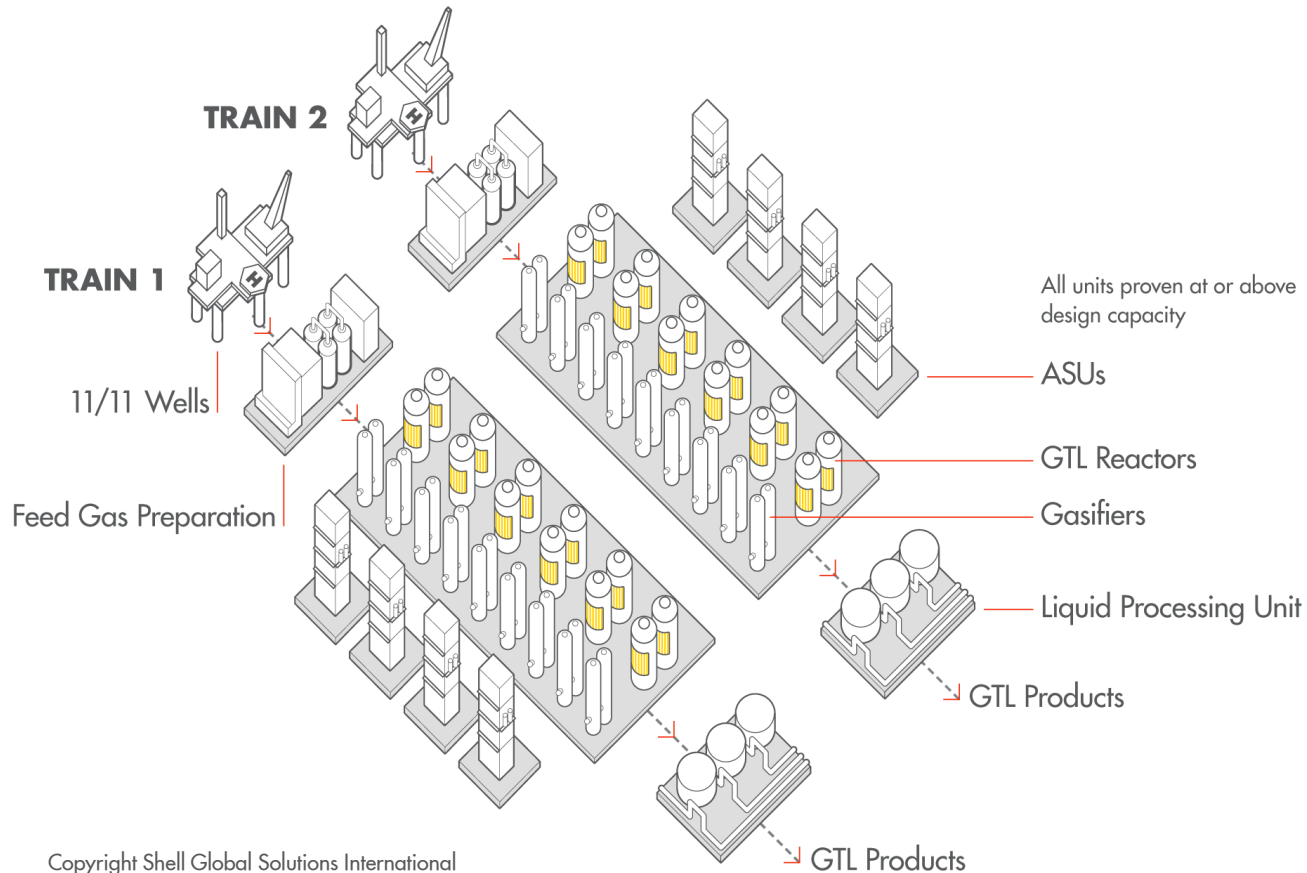 TRAIN 2
TRAIN 1
11/11 Wells
Feed Gas Preparation
All units proven at or above
design capacity
ASUs
GTL Reactors
Gasifiers
Liquid Processing Unit
GTL Products
GTL Products
H
H
Copyright Shell Global Solutions International